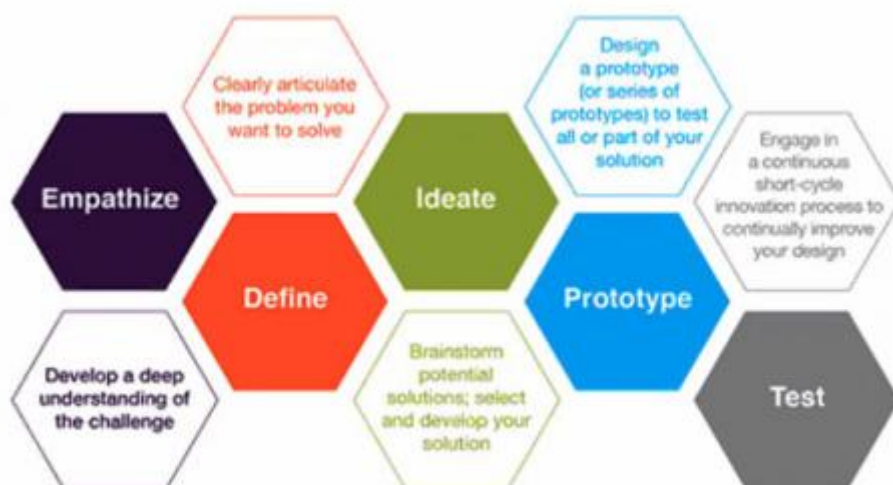 Empathize
Develop a deep
understanding of
the challenge
Clearly articulate
the problem you
want to solve
Define
Ideate
Brainstorm
potential
solutions; select
and develop your
solution
Design
a prototype
(or series of
prototypes) to test
all or part of your
solution
Prototype
Engage in
a continuous
short-cycle
innovation process to
continually improve
your design
Test